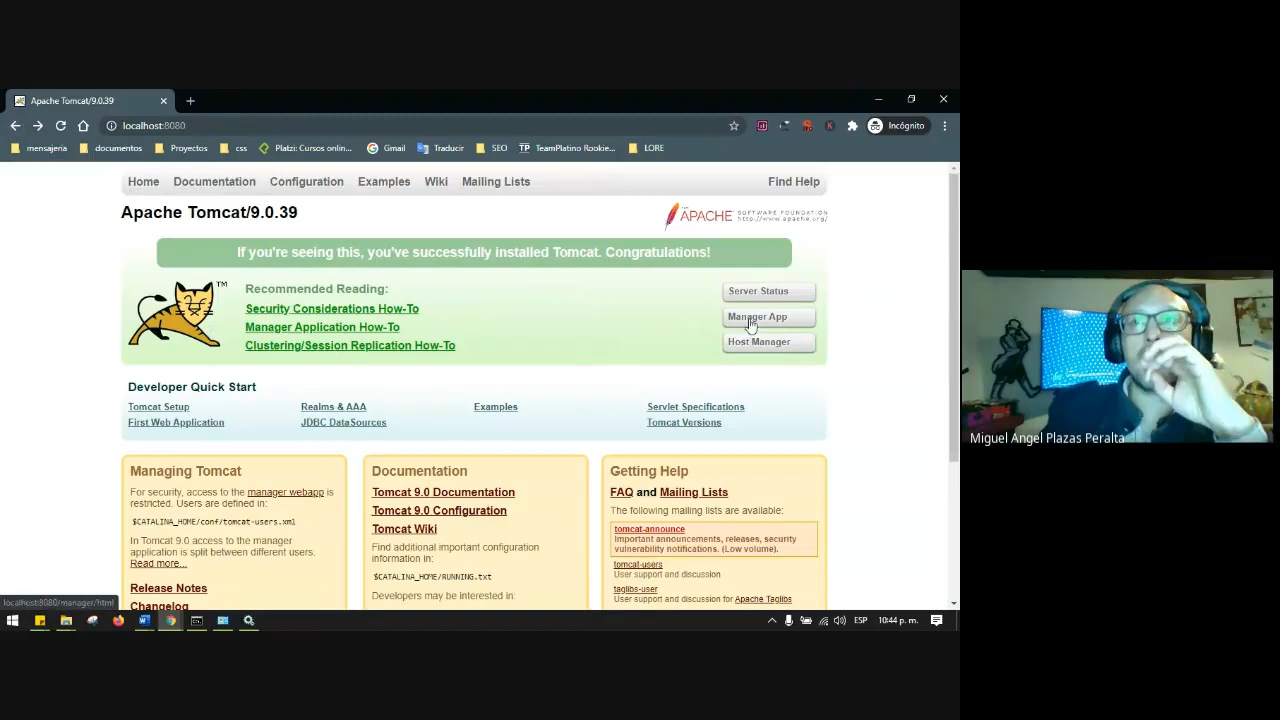 Apache Tomcat/9.0.39
localhost:8080
Incógnito
mensajeria documentos Proyectos css Platzi: Cursos onlin... Gmail Traducir SEO TeamPlatino Rookie... LORE
Home Documentation Configuration Examples Wiki Mailing Lists Find Help
Apache Tomcat/9.0.39
THE APACHE SOFTWARE FOUNDATION
http://www.apache.org/
If you're seeing this, you've successfully installed Tomcat. Congratulations!
TM
Recommended Reading:
Security Considerations How-To
Manager Application How-To
Clustering/Session Replication How-To
Server Status
Manager App
Host Manager
Developer Quick Start
Tomcat Setup
First Web Application
Realms & AAA
JDBC DataSources
Examples
Servlet Specifications
Tomcat Versions
Managing Tomcat
For security, access to the manager webapp is
restricted. Users are defined in:
$CATALINA_HOME/conf/tomcat-users.xml
In Tomcat 9.0 access to the manager
application is split between different users.
Read more...
Release Notes
Changelog
Documentation
Tomcat 9.0 Documentation
Tomcat 9.0 Configuration
Tomcat Wiki
Find additional important configuration
information in:
$CATALINA_HOME/RUNNING.txt
Developers may be interested in:
Getting Help
FAQ and Mailing Lists
The following mailing lists are available:
tomcat-announce
Important announcements, releases, security
vulnerability notifications. (Low volume).
tomcat-users
User support and discussion
taglibs-user
User support and discussion for Apache Taglibs
localhost:8080/manager/html
ESP 10:44 p. m.
Miguel Angel Plazas Peralta